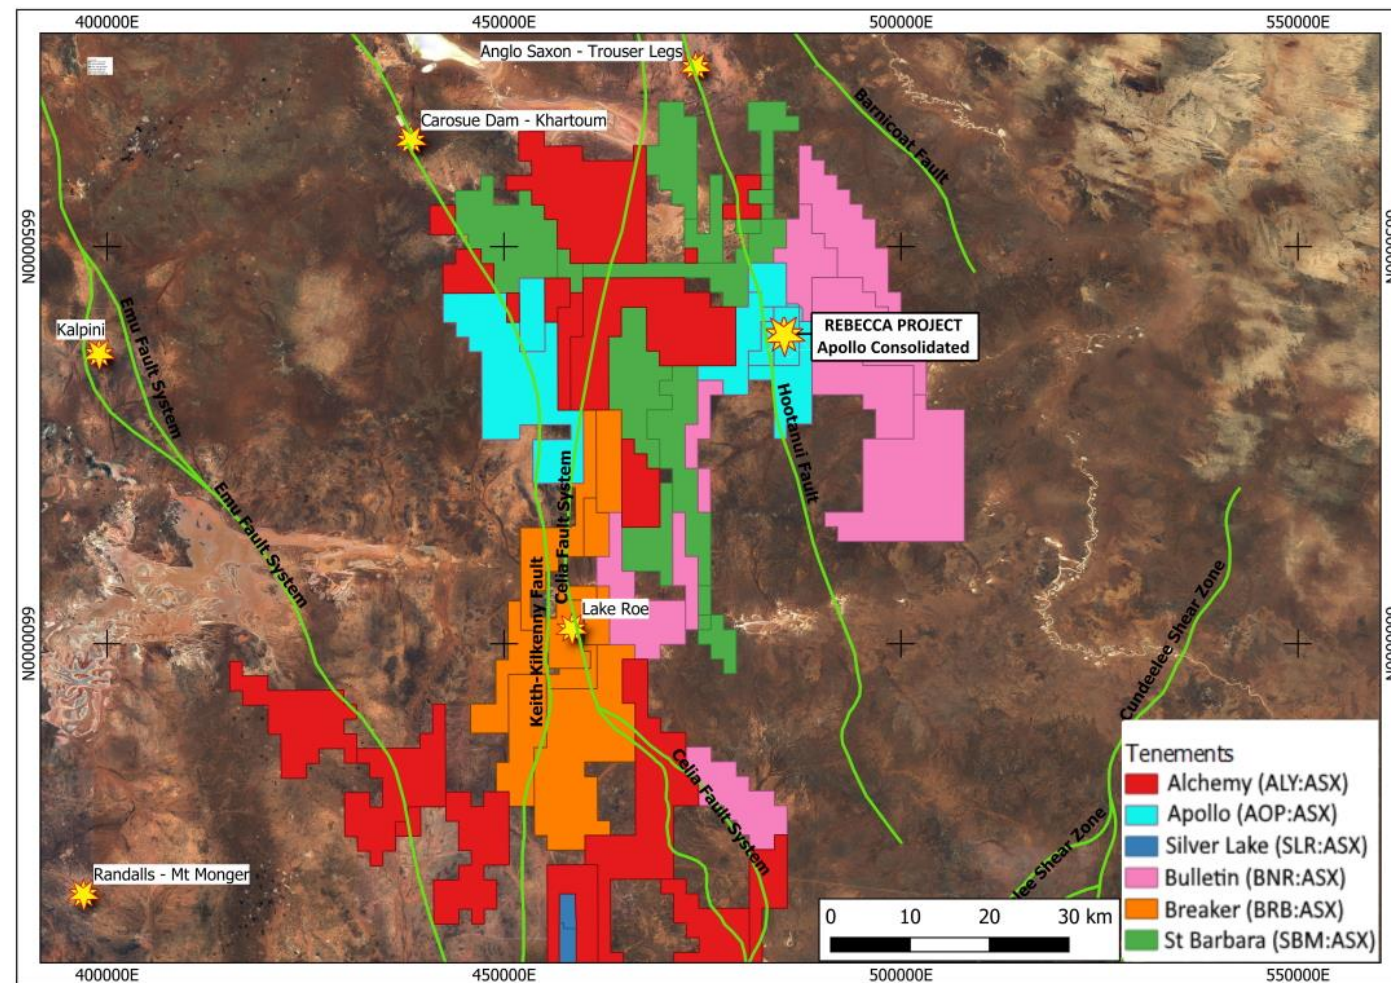 400000E
450000E
500000E
550000E
Anglo Saxon - Trouser Legs
Carosue Dam - Khartoum
Barnicoat Fault
6650000N
6650000N
Kalpini
Emu Fault System
REBECCA PROJECT
Apollo Consolidated
Hootanui Fault
Emu Fault System
Celia Fault System
Keith-Kilkenny Fault
Lake Roe
6600000N
6600000N
Cundeelee Shear Zone
Celia Fault System
lee Shear Zone
Randalls - Mt Monger
0 10 20 30 km
Tenements
Alchemy (ALY:ASX)
Apollo (AOP:ASX)
Silver Lake (SLR:ASX)
Bulletin (BNR:ASX)
Breaker (BRB:ASX)
St Barbara (SBM:ASX)
400000E
450000E
500000E
550000E